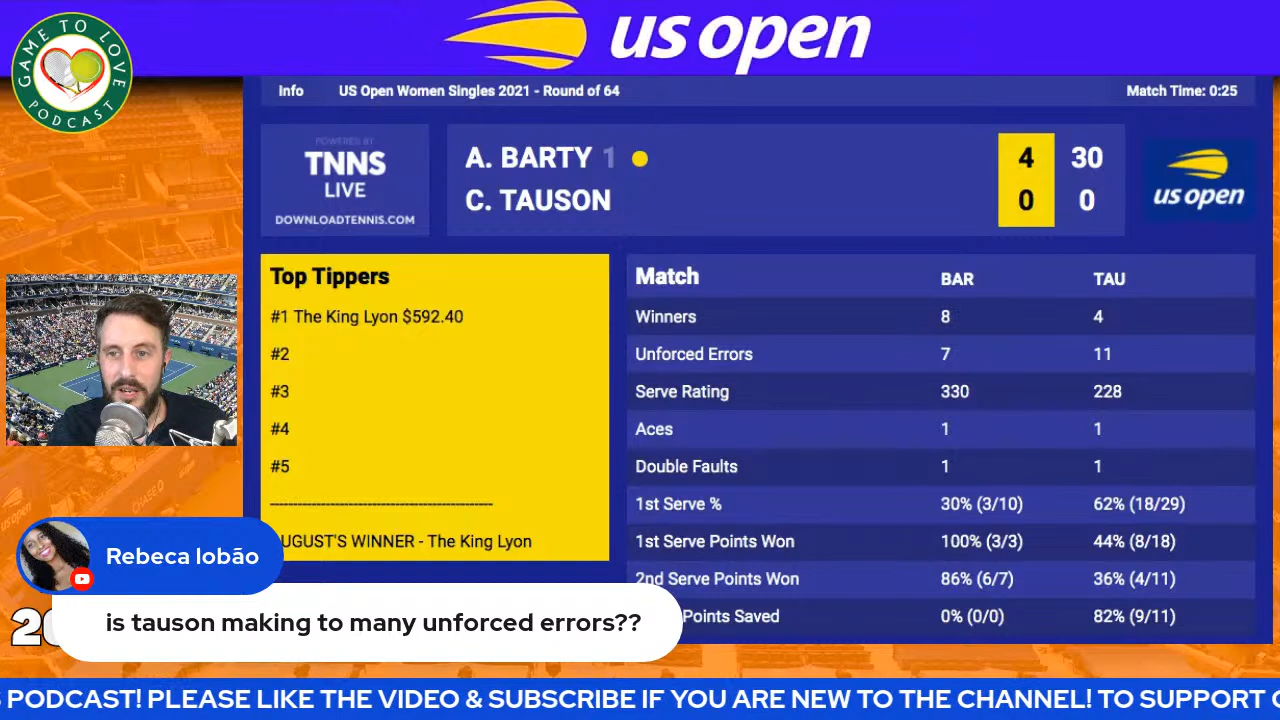 GAME TO LOVE
PODCAST
us open
Info US Open Women Singles 2021 - Round of 64 Match Time: 0:25
POWERED BY
TNNS
LIVE
DOWNLOADTENNIS.COM
A. BARTY 1 4 30
C. TAUSON 0 0
us open
Top Tippers
#1 The King Lyon $592.40
#2
#3
#4
#5
UGUST'S WINNER - The King Lyon
Match BAR TAU
Winners 8 4
Unforced Errors 7 11
Serve Rating 330 228
Aces 1 1
Double Faults 1 1
1st Serve % 30% (3/10) 62% (18/29)
1st Serve Points Won 100% (3/3) 44% (8/18)
2nd Serve Points Won 86% (6/7) 36% (4/11)
Points Saved 0% (0/0) 82% (9/11)
Rebeca lobão
is tauson making to many unforced errors??
PODCAST! PLEASE LIKE THE VIDEO & SUBSCRIBE IF YOU ARE NEW TO THE CHANNEL! TO SUPPORT